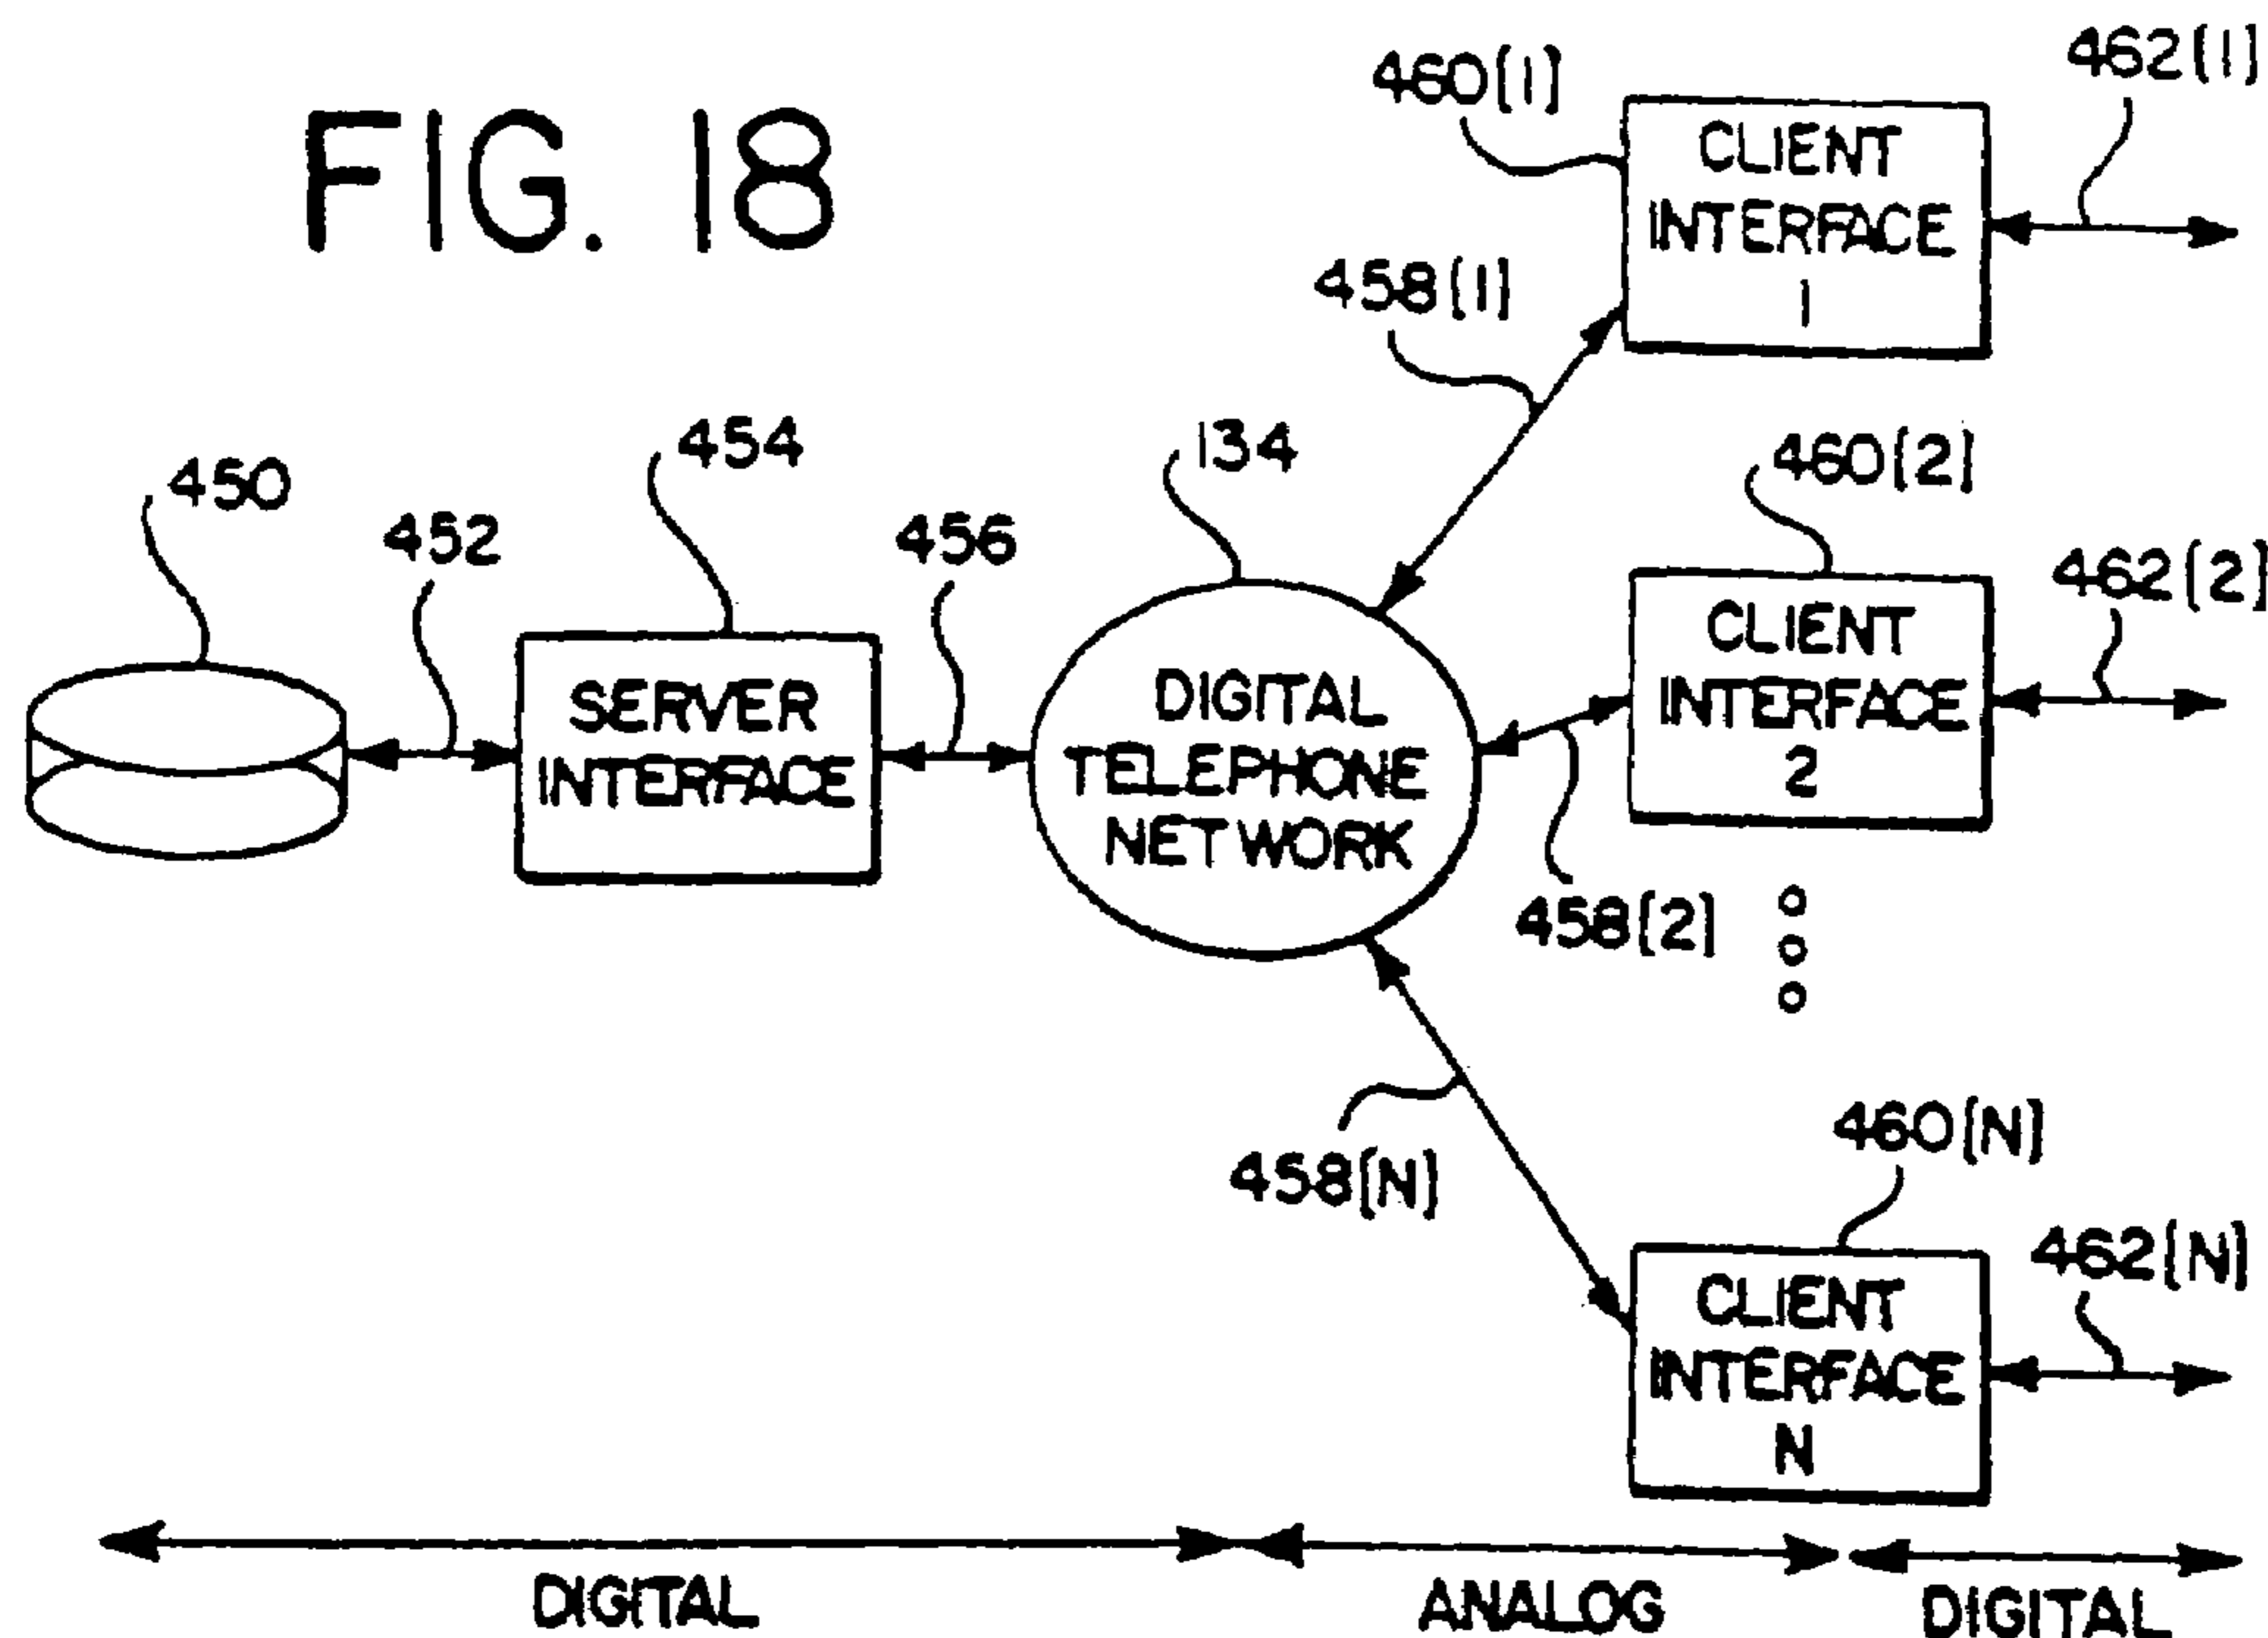 FIG. 18
460(1)
462(1)
CLIENT
INTERFACE
1
458(1)
450
452
454
456
134
460(2)
462(2)
SERVER
INTERFACE
DIGITAL
TELEPHONE
NETWORK
CLIENT
INTERFACE
2
458(2)
458(N)
460(N)
462(N)
CLIENT
INTERFACE
N
DIGITAL
ANALOG
DIGITAL